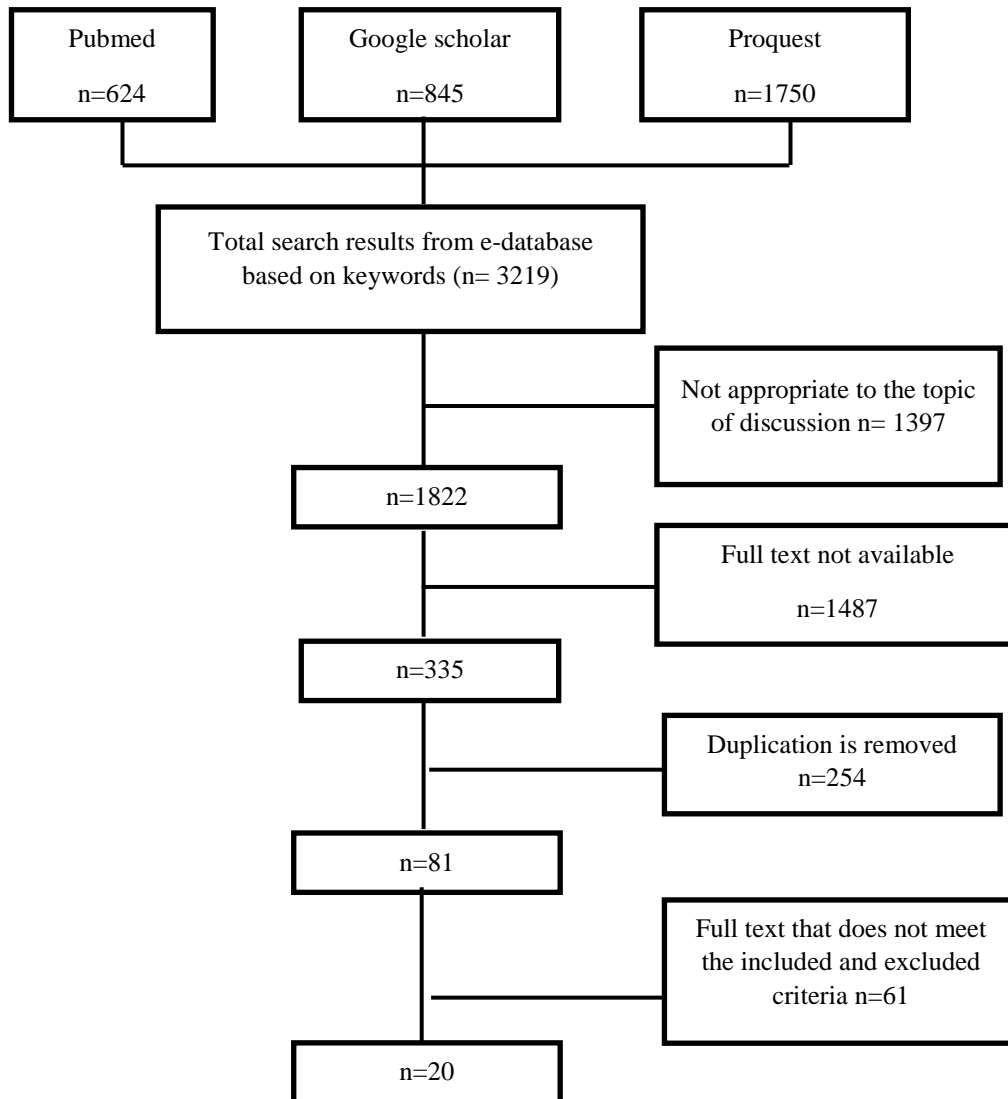 Pubmed
n=624
Google scholar
n=845
Proquest
n=1750
Total search results from e-database
based on keywords (n= 3219)
Not appropriate to the topic
of discussion n= 1397
n=1822
Full text not available
n=1487
n=335
Duplication is removed
n=254
n=81
Full text that does not meet
the included and excluded
criteria n=61
n=20